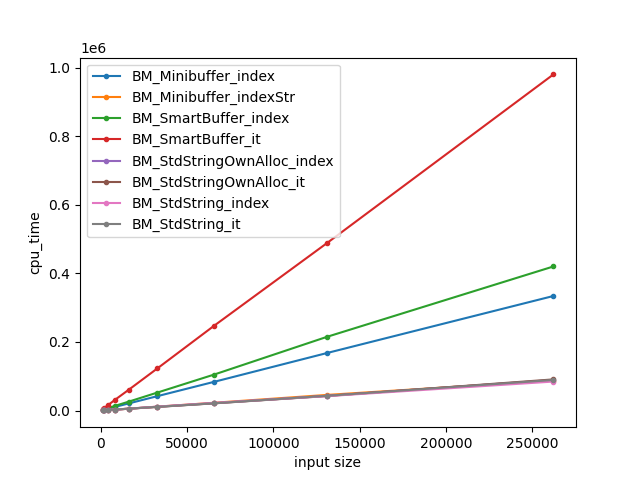 1e6
1.0
0.8
0.6
0.4
0.2
0.0
cpu_time
BM_Minibuffer_index
BM_Minibuffer_indexStr
BM_SmartBuffer_index
BM_SmartBuffer_it
BM_StdStringOwnAlloc_index
BM_StdStringOwnAlloc_it
BM_StdString_index
BM_StdString_it
0 50000 100000 150000 200000 250000
input size